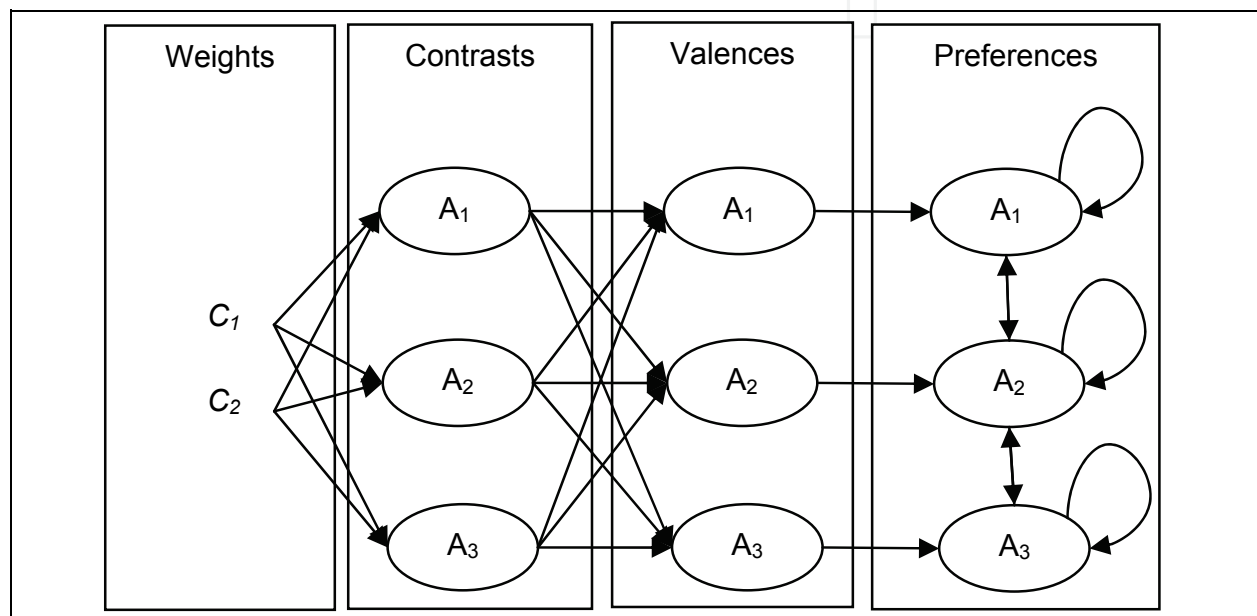 Weights Contrasts Valences Preferences
A₁ A₁ A₁
C₁
A₂ A₂ A₂
C₂
A₃ A₃ A₃